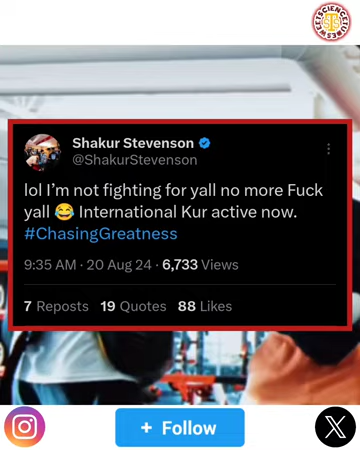 SWEETSCIENCETUBE
Shakur Stevenson
@ShakurStevenson
lol I’m not fighting for yall no more Fuck
yall 😂 International Kur active now.
#ChasingGreatness
9:35 AM · 20 Aug 24 · 6,733 Views
7 Reposts 19 Quotes 88 Likes
+ Follow